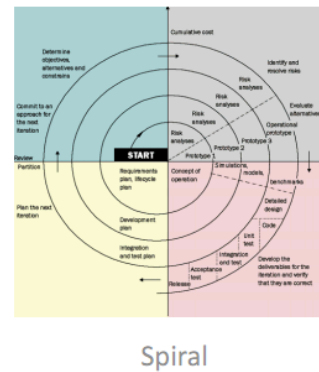 Cumulative cost
Determine
objectives,
alternatives and
constrains
Identify and
resolve risks
Risk
analyses
Risk
analyses
Risk
analyses
Risk
analyses
Commit to an
approach for
the next
iteration
Evaluate
alternatives
Operational
prototype
Prototype 3
Prototype 2
Prototype 1
START
Review
Partition
Requirements
plan, lifecycle
plan
Concept of
operation
Simulations,
models,
benchmarks
Plan the next
iteration
Development
plan
Integration
and test plan
Detailed
design
Code
Unit
test
Integration
and test
Acceptance
test
Release
Develop the
deliverables for the
iteration and verify
that they are correct
Spiral